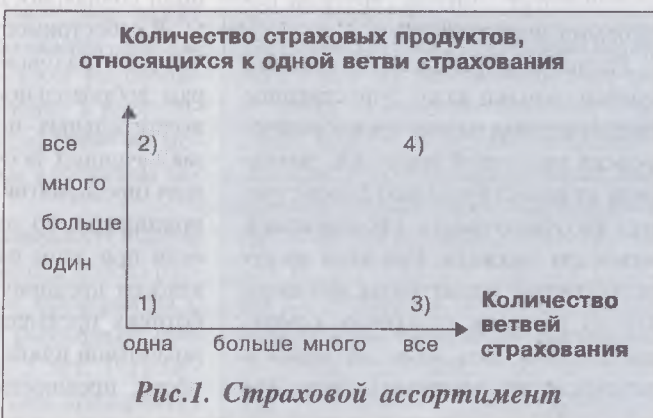 Количество страховых продуктов,
относящихся к одной ветви страхования
все 2) 4)
много
больше
один
1) 3)
Количество
ветвей
страхования
одна больше много все
Рис.1. Страховой ассортимент